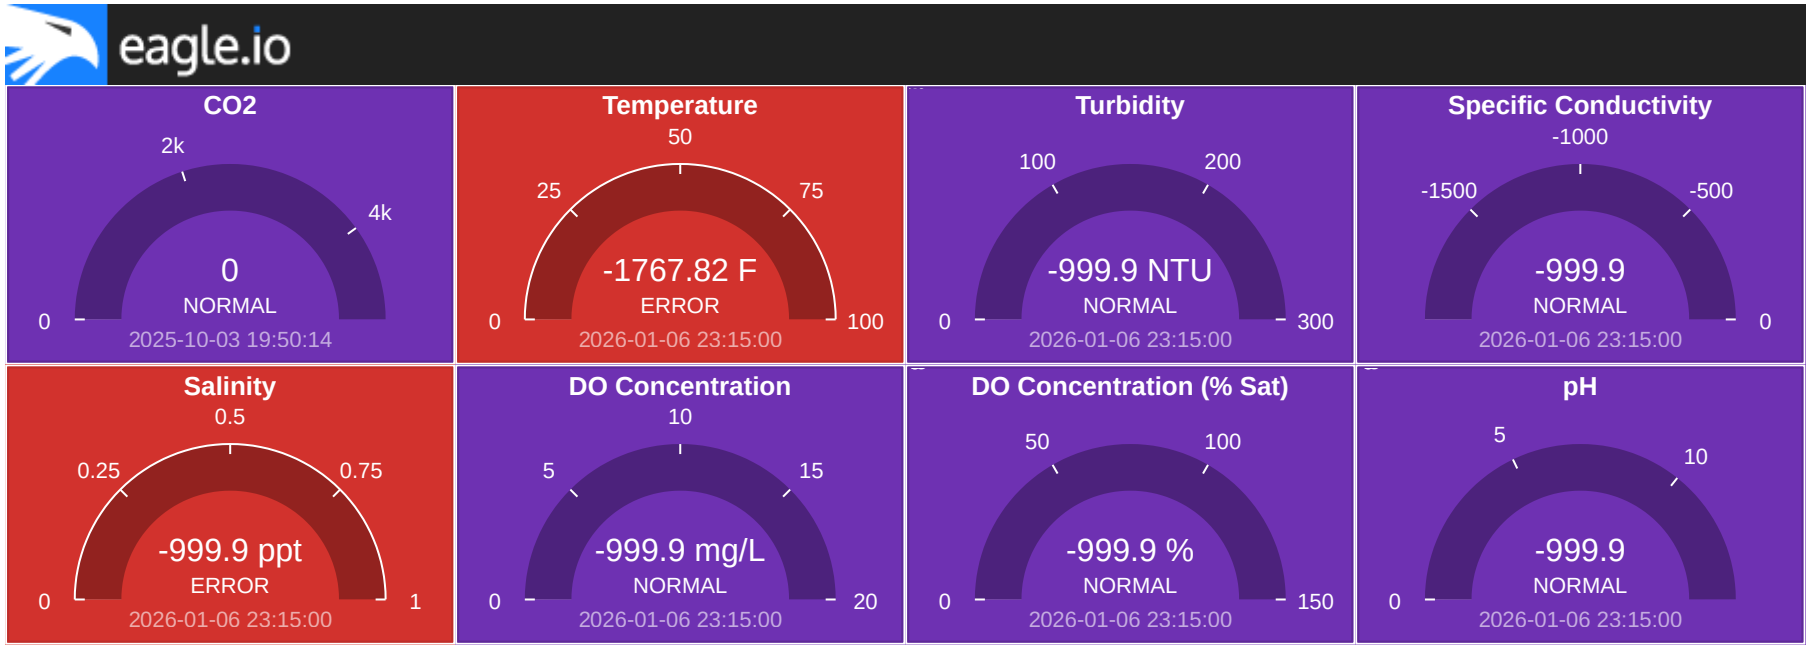 eagle.io
CO2
2k
4k
0
NORMAL
0
2025-10-03 19:50:14
Temperature
50
25
75
-1767.82 F
ERROR
0
100
2026-01-06 23:15:00
Turbidity
100
200
-999.9 NTU
NORMAL
0
300
2026-01-06 23:15:00
Specific Conductivity
-1000
-1500
-500
-999.9
NORMAL
0
2026-01-06 23:15:00
Salinity
0.5
0.25
0.75
-999.9 ppt
ERROR
0
1
2026-01-06 23:15:00
DO Concentration
10
5
15
-999.9 mg/L
NORMAL
0
20
2026-01-06 23:15:00
DO Concentration (% Sat)
50
100
-999.9 %
NORMAL
0
150
2026-01-06 23:15:00
pH
5
10
-999.9
NORMAL
0
2026-01-06 23:15:00